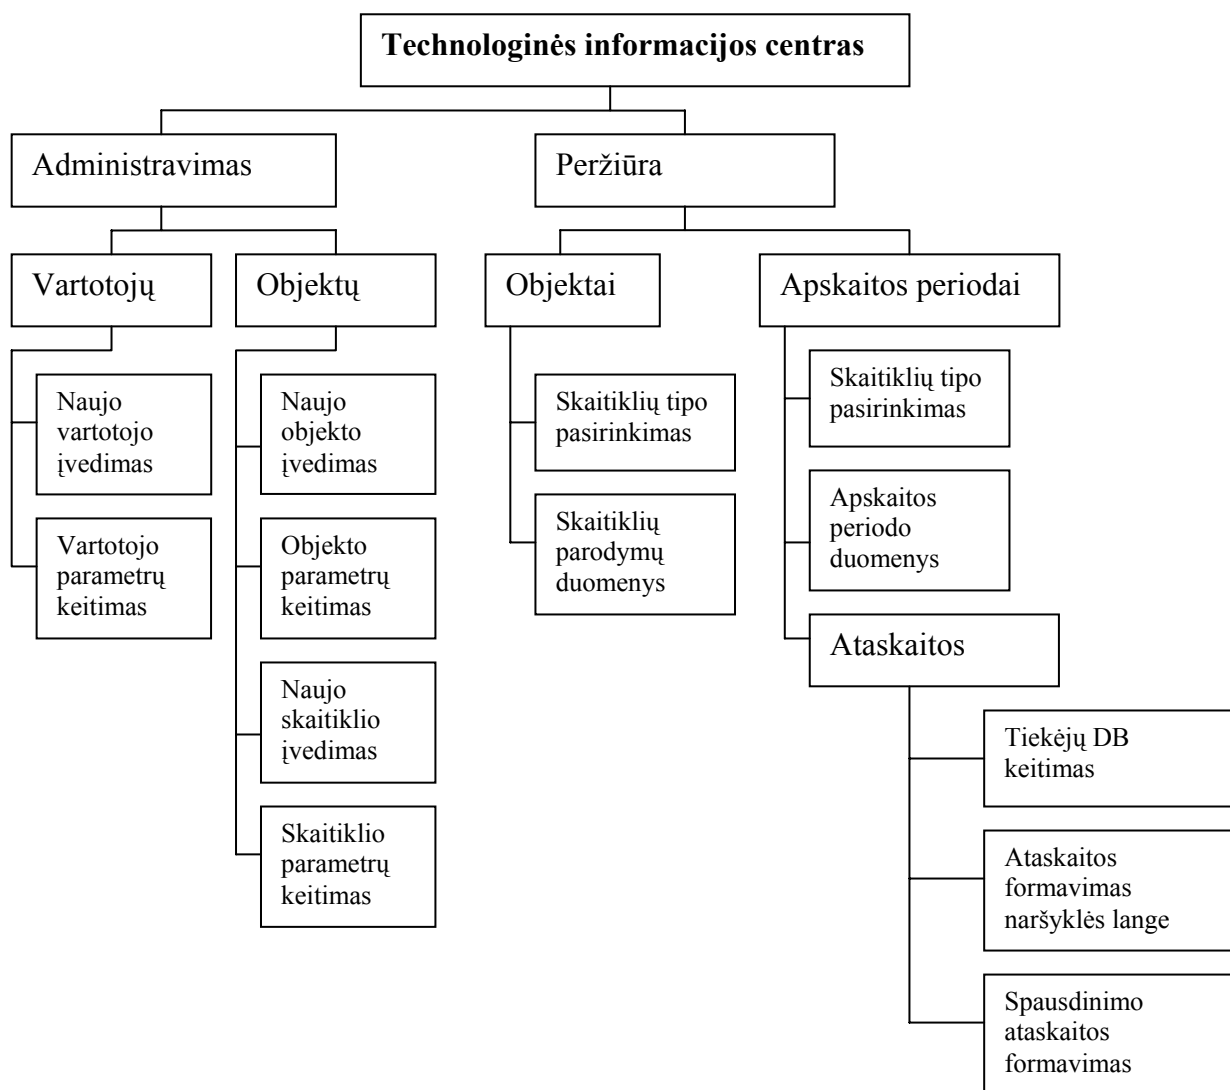 Technologinės informacijos centras
Administravimas
Peržiūra
Vartotojų
Objektų
Objektai
Apskaitos periodai
Naujo
vartotojo
įvedimas
Vartotojo
parametrų
keitimas
Naujo
objekto
įvedimas
Objekto
parametrų
keitimas
Naujo
skaitiklio
įvedimas
Skaitiklio
parametrų
keitimas
Skaitiklių tipo
pasirinkimas
Skaitiklių
parodymų
duomenys
Skaitiklių tipo
pasirinkimas
Apskaitos
periodo
duomenys
Ataskaitos
Tiekėjų DB
keitimas
Ataskaitos
formavimas
naršyklės lange
Spausdinimo
ataskaitos
formavimas